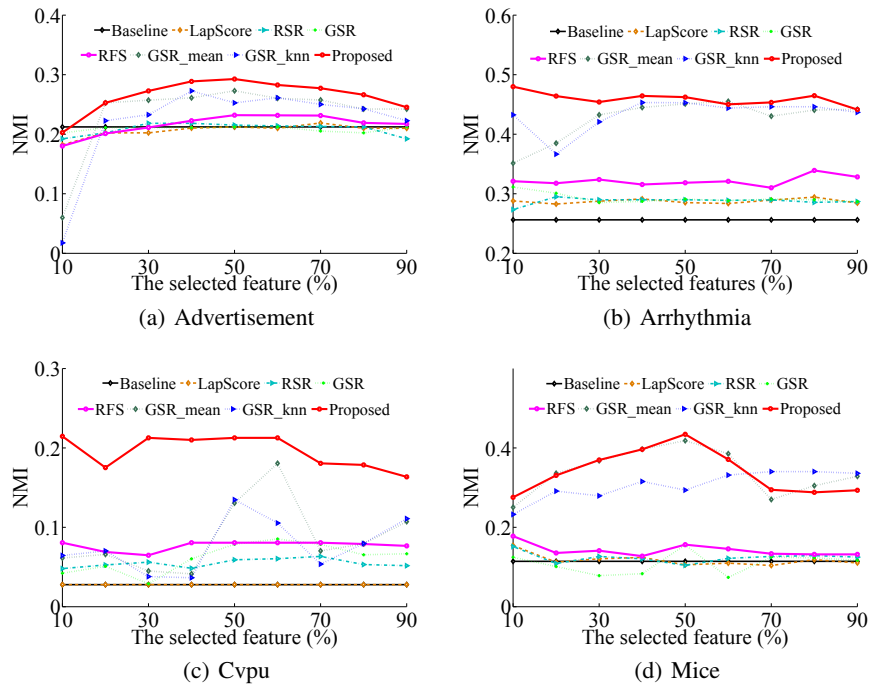 Baseline LapScore RSR GSR
RFS GSR_mean GSR_knn Proposed
NMI
0.4
0.3
0.2
0.1
0
10 30 50 70 90
The selected feature (%)
(a) Advertisement
Baseline LapScore RSR GSR
RFS GSR_mean GSR_knn Proposed
NMI
0.6
0.5
0.4
0.3
0.2
10 30 50 70 90
The selected features (%)
(b) Arrhythmia
Baseline LapScore RSR GSR
RFS GSR_mean GSR_knn Proposed
NMI
0.3
0.2
0.1
0
10 30 50 70 90
The selected feature (%)
(c) Cvpu
Baseline LapScore RSR GSR
RFS GSR_mean GSR_knn Proposed
NMI
0.4
0.2
0
10 30 50 70 90
The selected feature (%)
(d) Mice